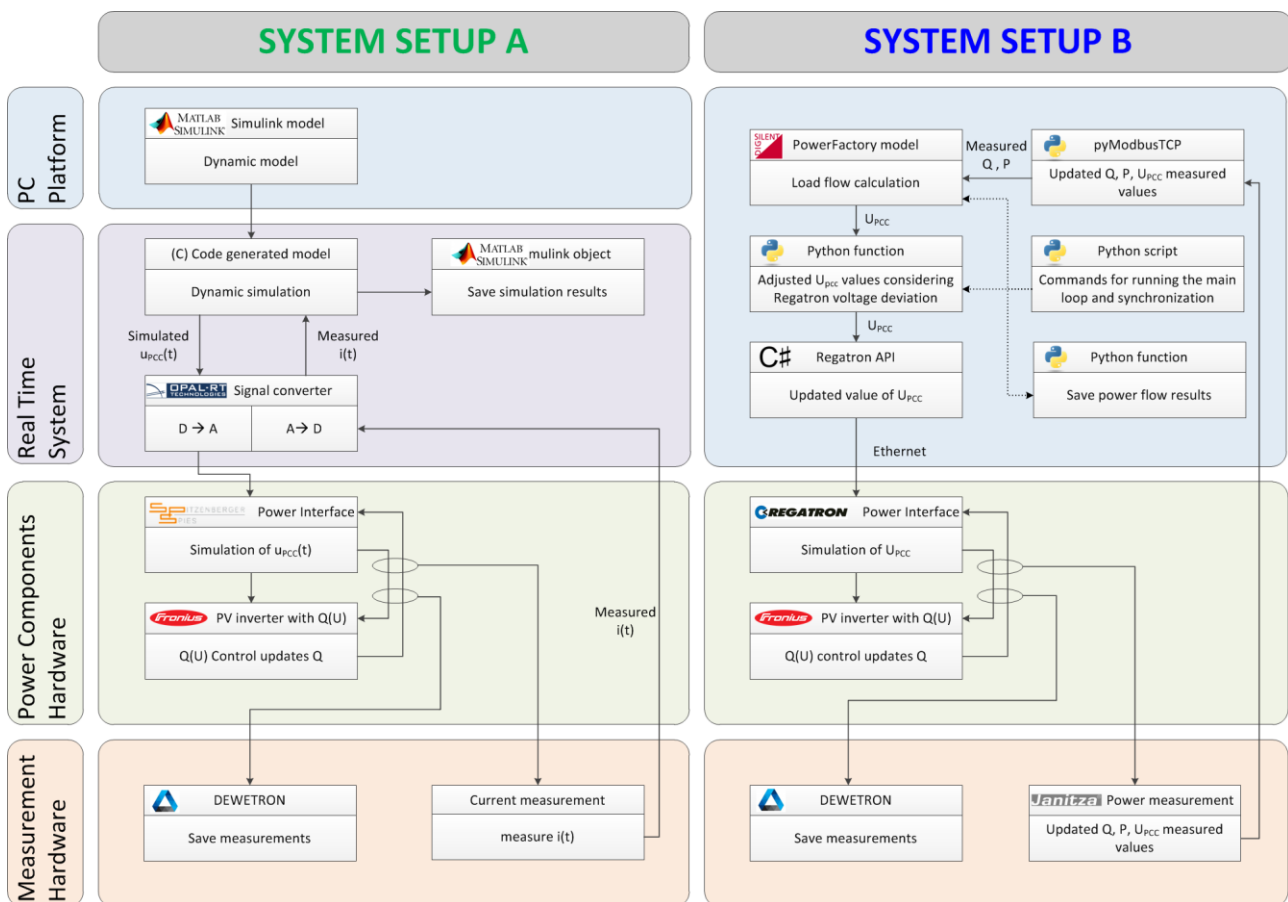 SYSTEM SETUP A
SYSTEM SETUP B
PC
Platform
MATLAB
SIMULINK
Simulink model
Dynamic model
DIG
SILENT
PowerFactory model
Load flow calculation
Measured
Q , P
pyModbusTCP
Updated Q, P, UPCC measured
values
UPCC
Real Time
System
(C) Code generated model
Dynamic simulation
MATLAB
SIMULINK
mulink object
Save simulation results
Simulated
uPCC(t)
Measured
i(t)
OPAL-RT
TECHNOLOGIES
Signal converter
D → A
A → D
Python function
Adjusted Upcc values considering
Regatron voltage deviation
Python script
Commands for running the main
loop and synchronization
UPCC
C#
Regatron API
Updated value of UPCC
Python function
Save power flow results
Ethernet
Power Components
Hardware
SPITZENBERGER
SPIES
Power Interface
Simulation of uPCC(t)
Fronius
PV inverter with Q(U)
Q(U) Control updates Q
Measured
i(t)
REGATRON
Power Interface
Simulation of UPCC
Fronius
PV inverter with Q(U)
Q(U) control updates Q
Measurement
Hardware
DEWETRON
Save measurements
Current measurement
measure i(t)
DEWETRON
Save measurements
Janitza
Power measurement
Updated Q, P, UPCC measured
values